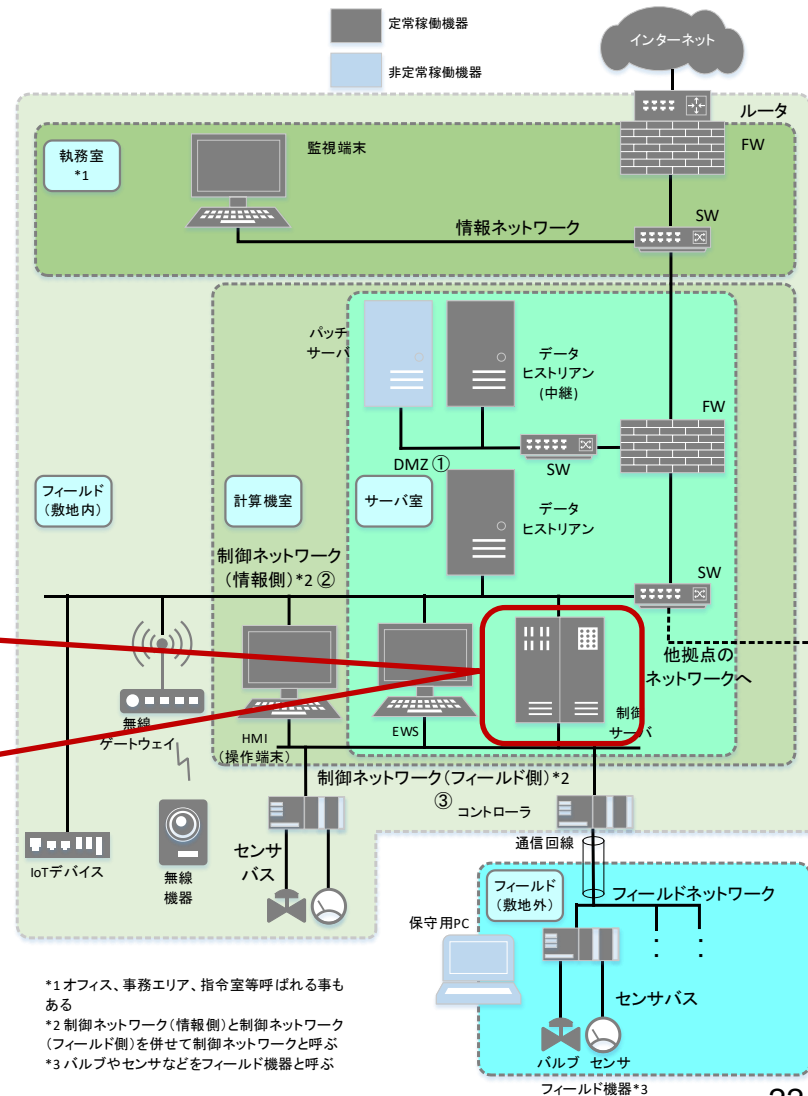 定常稼働機器
非定常稼働機器
インターネット
ルータ
FW
執務室
*1
監視端末
SW
情報ネットワーク
パッチ
サーバ
データ
ヒストリアン
(中継)
FW
DMZ ①
SW
フィールド
(敷地内)
計算機室
サーバ室
データ
ヒストリアン
制御ネットワーク
(情報側)*2 ②
SW
他拠点の
ネットワークへ
無線
ゲートウェイ
HMI
(操作端末)
EWS
制御
サーバ
制御ネットワーク(フィールド側)*2
③
コントローラ
IoTデバイス
無線
機器
センサ
バス
通信回線
フィールド
(敷地外)
フィールドネットワーク
保守用PC
センサバス
バルブ
センサ
フィールド機器*3
*1 オフィス、事務エリア、指令室等呼ばれる事も
ある
*2 制御ネットワーク(情報側)と制御ネットワーク
(フィールド側)を併せて制御ネットワークと呼ぶ
*3 バルブやセンサなどをフィールド機器と呼ぶ